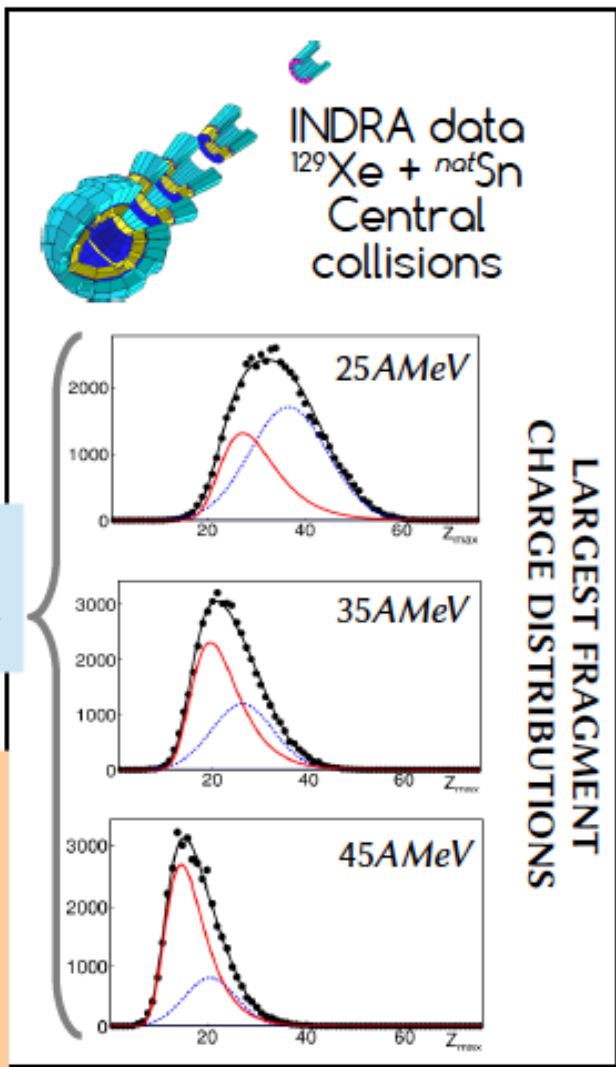 INDRA data
¹²⁹Xe + ⁿᵃᵗSn
Central
collisions
25AMeV
2000
1000
0
20
40
60
Zₘₐₓ
35AMeV
3000
2000
1000
0
20
40
60
Zₘₐₓ
45AMeV
3000
2000
1000
0
20
40
60
Zₘₐₓ
LARGEST FRAGMENT
CHARGE DISTRIBUTIONS